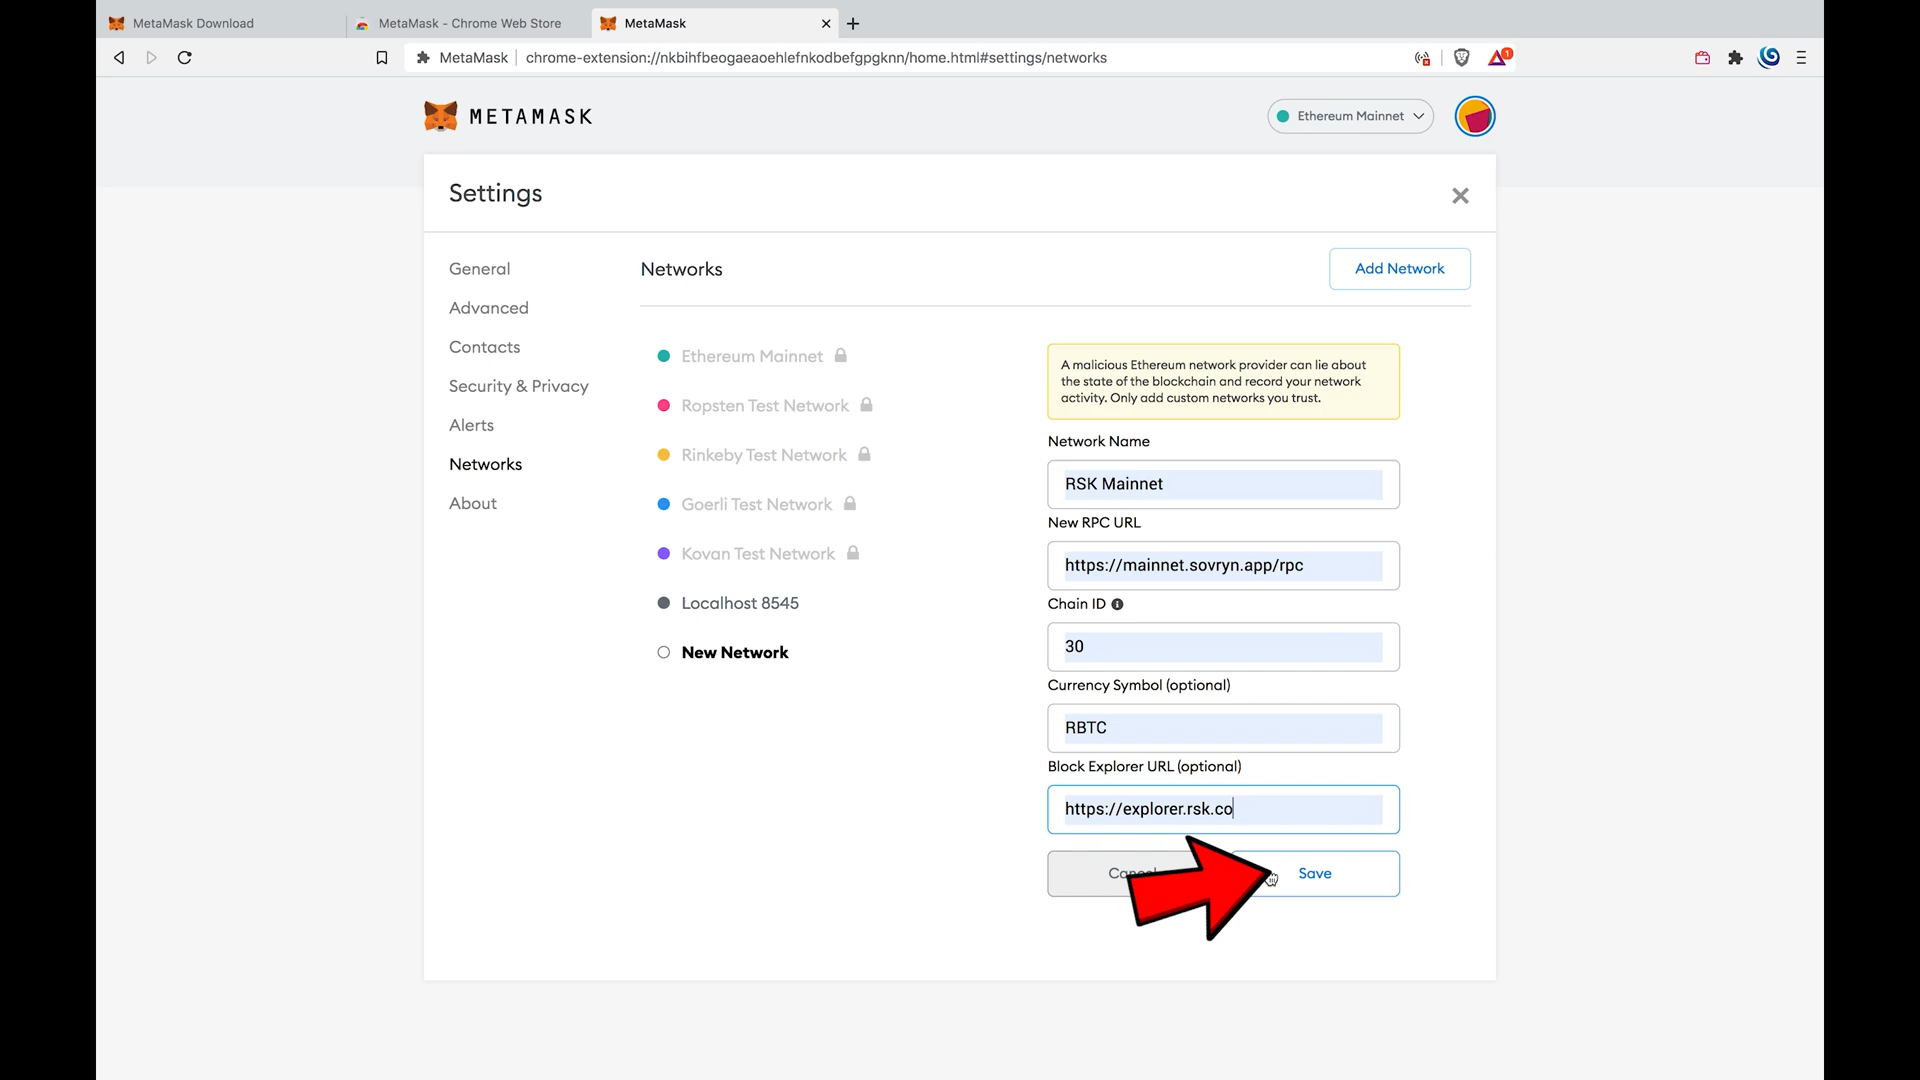 MetaMask Download
MetaMask - Chrome Web Store
MetaMask
MetaMask
chrome-extension://nkbihfbeogaeaoehlefnkodbefgpgknn/home.html#settings/networks
1
METAMASK
Ethereum Mainnet
Settings
General
Advanced
Contacts
Security & Privacy
Alerts
Networks
About
Networks
Add Network
Ethereum Mainnet
Ropsten Test Network
Rinkeby Test Network
Goerli Test Network
Kovan Test Network
Localhost 8545
New Network
A malicious Ethereum network provider can lie about
the state of the blockchain and record your network
activity. Only add custom networks you trust.
Network Name
RSK Mainnet
New RPC URL
https://mainnet.sovryn.app/rpc
Chain ID
30
Currency Symbol (optional)
RBTC
Block Explorer URL (optional)
https://explorer.rsk.co
Cancel
Save